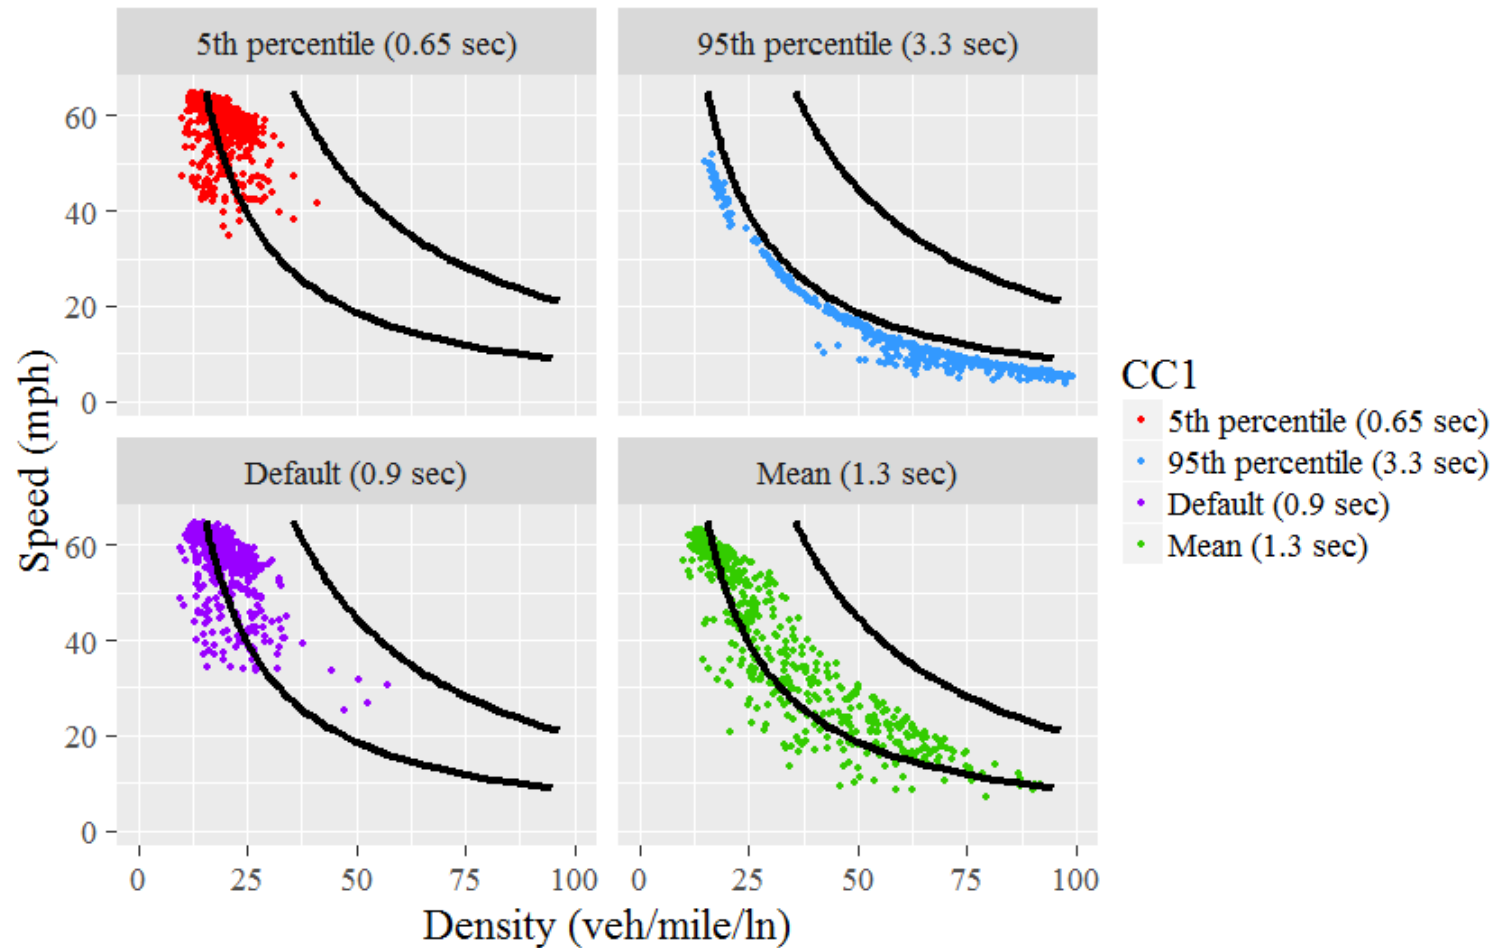 5th percentile (0.65 sec)
95th percentile (3.3 sec)
60
40
20
0
Default (0.9 sec)
Mean (1.3 sec)
60
40
20
0
0 25 50 75 100
0 25 50 75 100
Speed (mph)
Density (veh/mile/ln)
CC1
5th percentile (0.65 sec)
95th percentile (3.3 sec)
Default (0.9 sec)
Mean (1.3 sec)